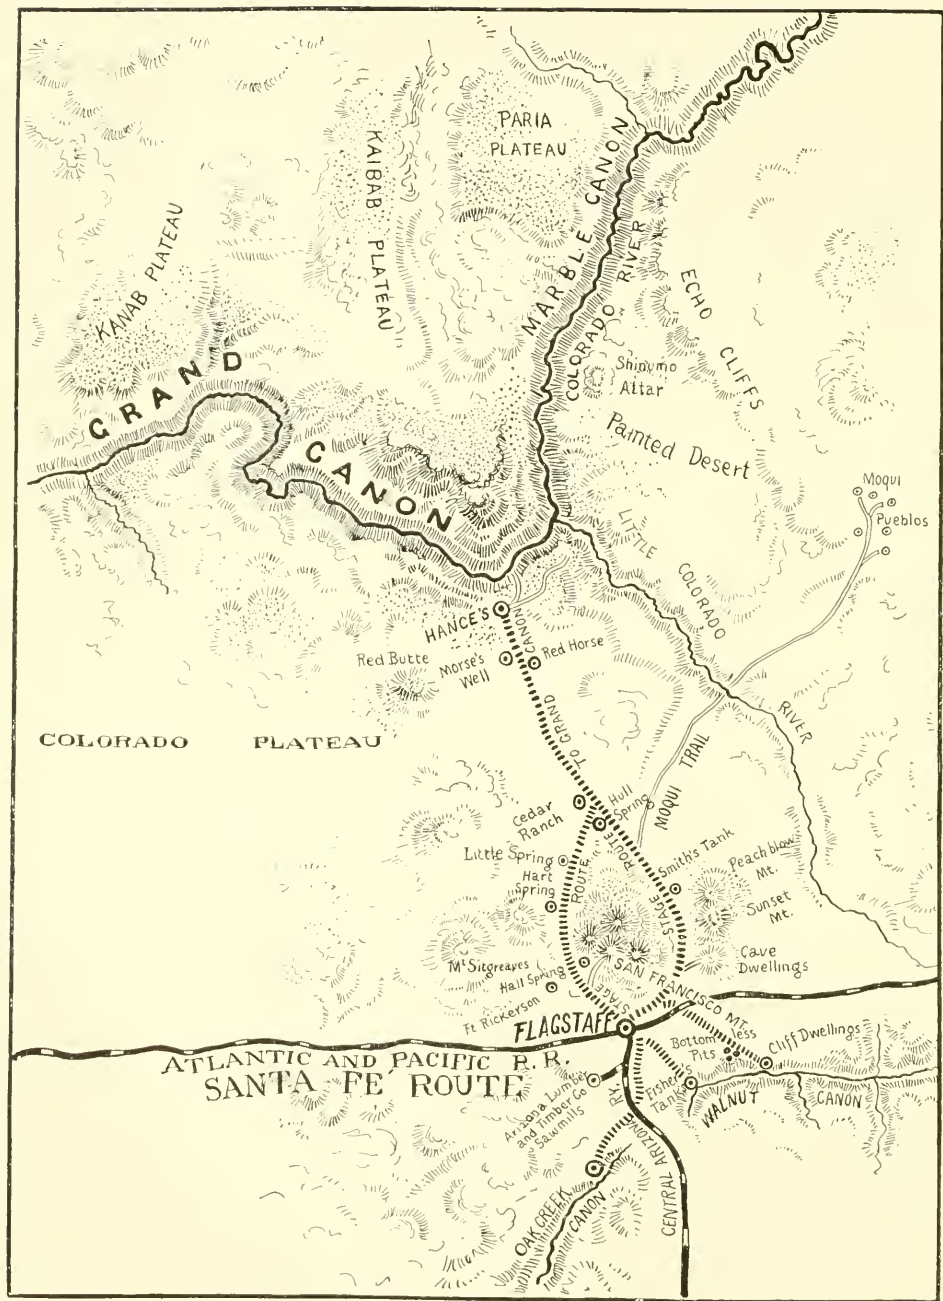 PARIA
PLATEAU
KAIBAB PLATEAU
KANAB PLATEAU
MARBLE CANON
COLORADO RIVER
ECHO
CLIFFS
GRAND
CANON
Shinymo
Altar
Painted Desert
Moqui
Pueblos
LITTLE
COLORADO
RIVER
HANCE'S
CANON
Red Butte
Morse's
Well
Red Horse
COLORADO PLATEAU
TO GRAND
MOQUI TRAIL
Cedar
Ranch
Hull
Spring
ROUTE
ROUTE
Little Spring
Hart
Spring
Smith's Tank
Peach blow
Mt.
STAGE
Sunset
Mt.
Mt Sitgreaves
Hall Spring
Cave
Dwellings
SAN FRANCISCO MT.
STAGE
Ft Rickerson
FLAGSTAFF
ATLANTIC AND PACIFIC R.R.
SANTA FÉ ROUTE
Bottomless
Pits
Cliff Dwellings
Fisher's
Tank
WALNUT CANON
Arizona Lumber
and Timber Co
Sawmills
CENTRAL ARIZONA RY.
OAK CREEK
CANON